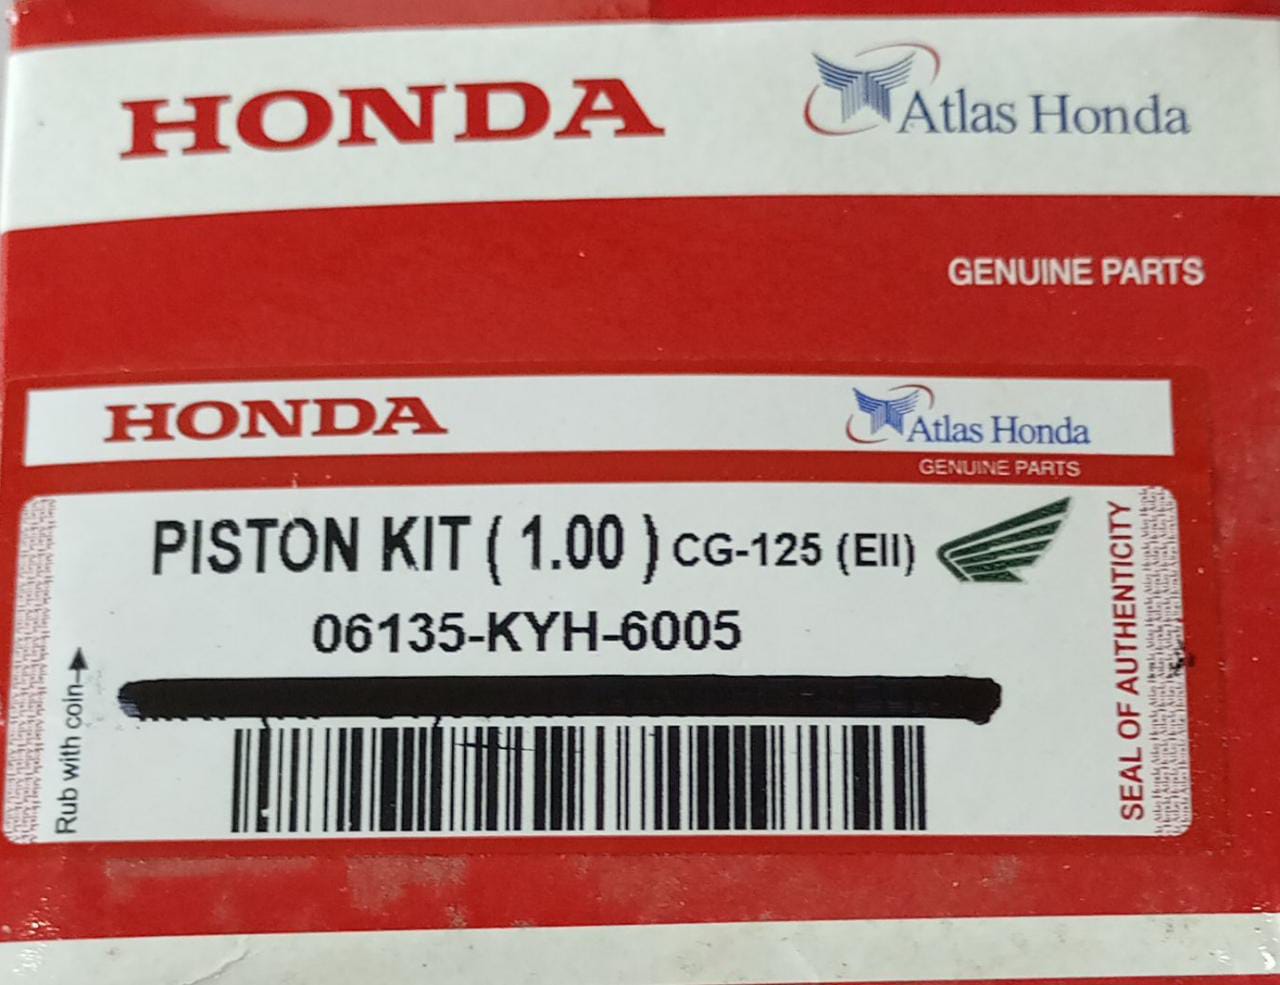 HONDA
Atlas Honda
GENUINE PARTS
HONDA
Atlas Honda
GENUINE PARTS
PISTON KIT ( 1.00 ) CG-125 (EII)
06135-KYH-6005
Rub with coin→
SEAL OF AUTHENTICITY